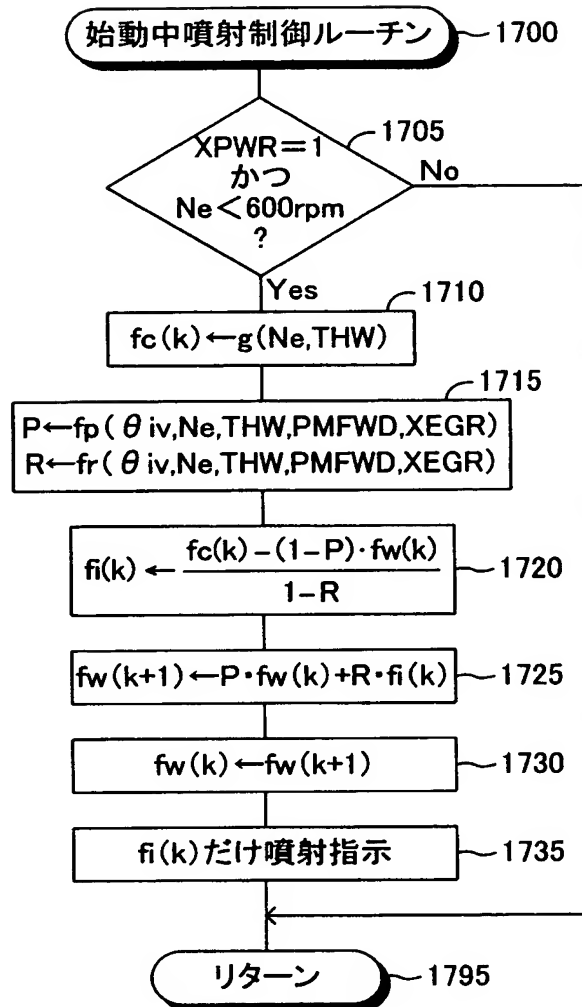 始動中噴射制御ルーチン
1700
1705
XPWR=1
かつ
Ne<600rpm
?
No
Yes
1710
fc(k)←g(Ne,THW)
1715
P←fp(θiv,Ne,THW,PMFWD,XEGR)
R←fr(θiv,Ne,THW,PMFWD,XEGR)
fi(k)←
fc(k)-(1-P)·fw(k)
1-R
1720
fw(k+1)←P·fw(k)+R·fi(k)
1725
fw(k)←fw(k+1)
1730
fi(k)だけ噴射指示
1735
リターン
1795